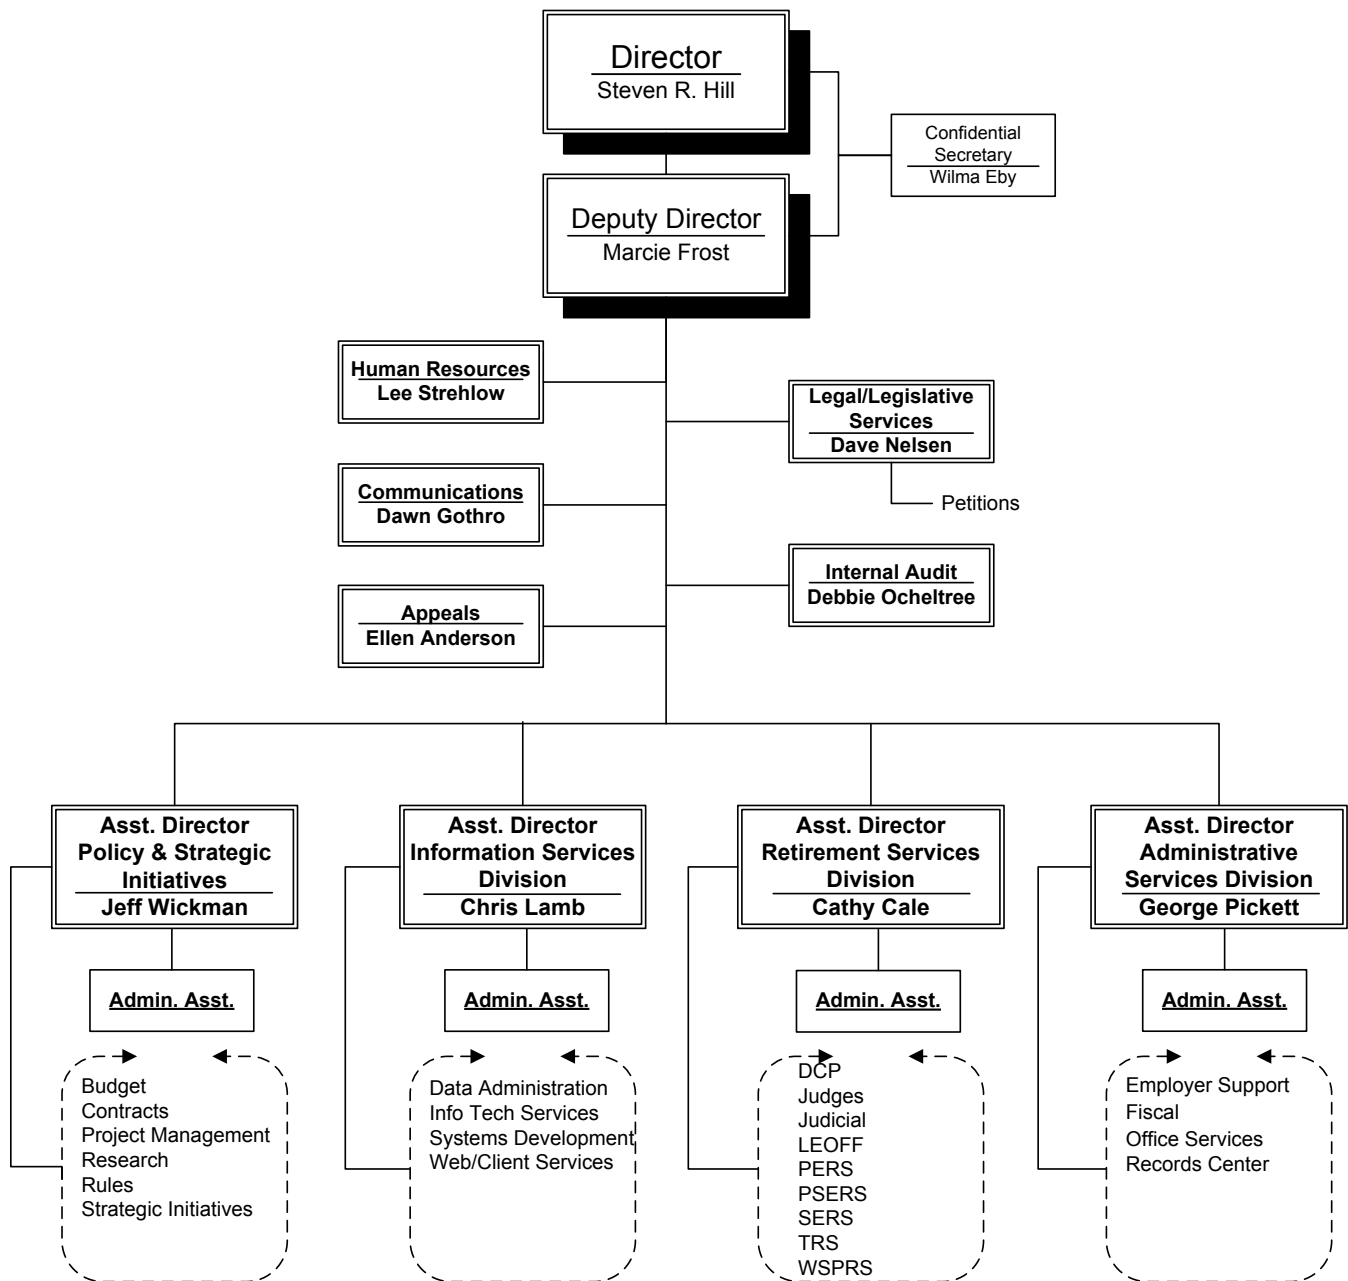 Director
Steven R. Hill
Confidential
Secretary
Wilma Eby
Deputy Director
Marcie Frost
Human Resources
Lee Strehlow
Legal/Legislative
Services
Dave Nelsen
Petitions
Communications
Dawn Gothro
Internal Audit
Debbie Ocheltree
Appeals
Ellen Anderson
Asst. Director
Policy & Strategic
Initiatives
Jeff Wickman
Admin. Asst.
Budget
Contracts
Project Management
Research
Rules
Strategic Initiatives
Asst. Director
Information Services
Division
Chris Lamb
Admin. Asst.
Data Administration
Info Tech Services
Systems Development
Web/Client Services
Asst. Director
Retirement Services
Division
Cathy Cale
Admin. Asst.
DCP
Judges
Judicial
LEOFF
PERS
PSERS
SERS
TRS
WSPRS
Asst. Director
Administrative
Services Division
George Pickett
Admin. Asst.
Employer Support
Fiscal
Office Services
Records Center